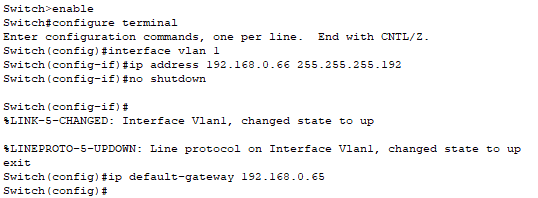 Switch>enable
Switch#configure terminal
Enter configuration commands, one per line.  End with CNTL/Z.
Switch(config)#interface vlan 1
Switch(config-if)#ip address 192.168.0.66 255.255.255.192
Switch(config-if)#no shutdown
Switch(config-if)#
%LINK-5-CHANGED: Interface Vlan1, changed state to up
%LINEPROTO-5-UPDOWN: Line protocol on Interface Vlan1, changed state to up
exit
Switch(config)#ip default-gateway 192.168.0.65
Switch(config)#